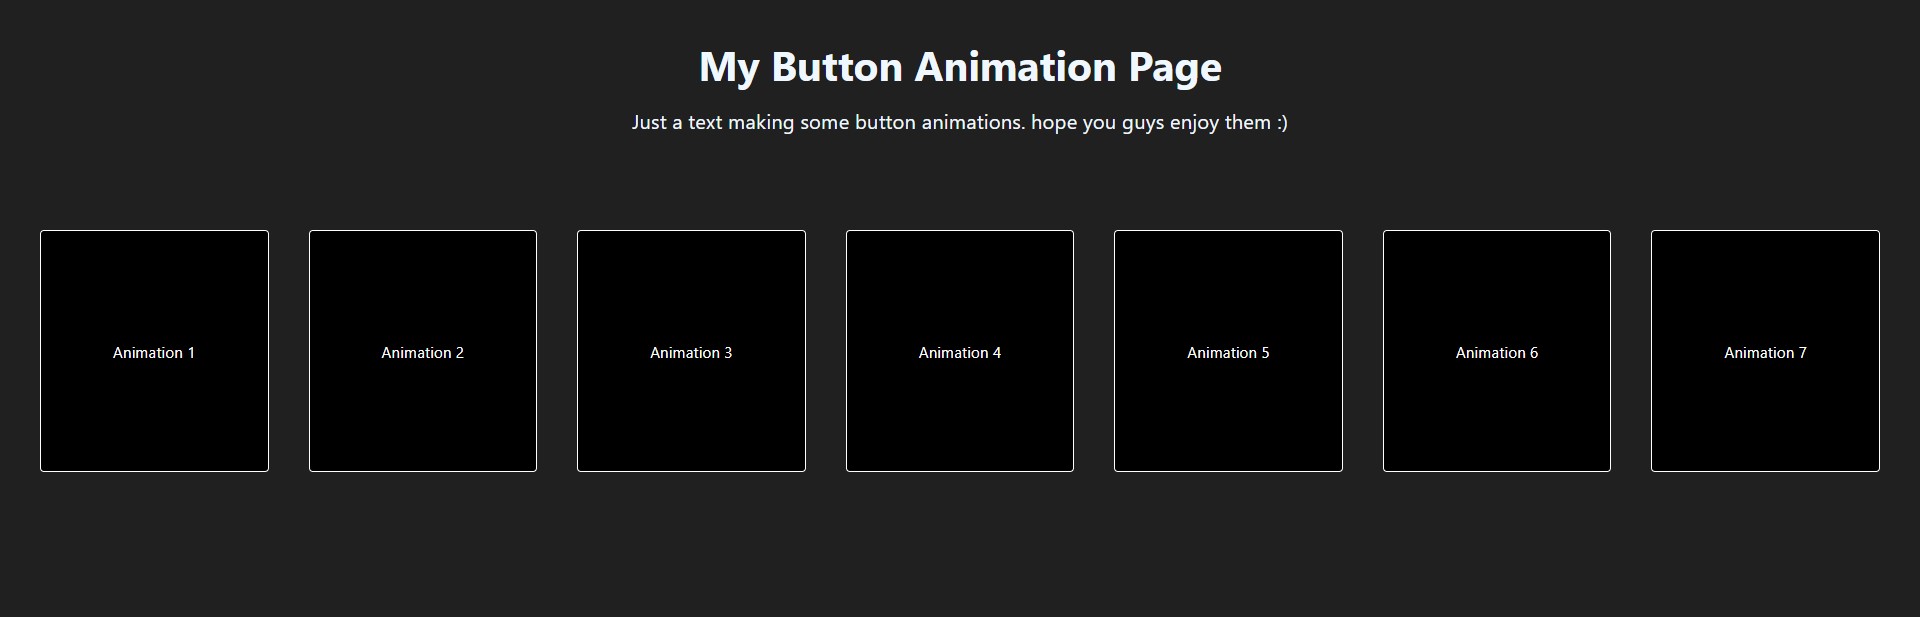 My Button Animation Page
Just a text making some button animations. hope you guys enjoy them :)
Animation 1
Animation 2
Animation 3
Animation 4
Animation 5
Animation 6
Animation 7